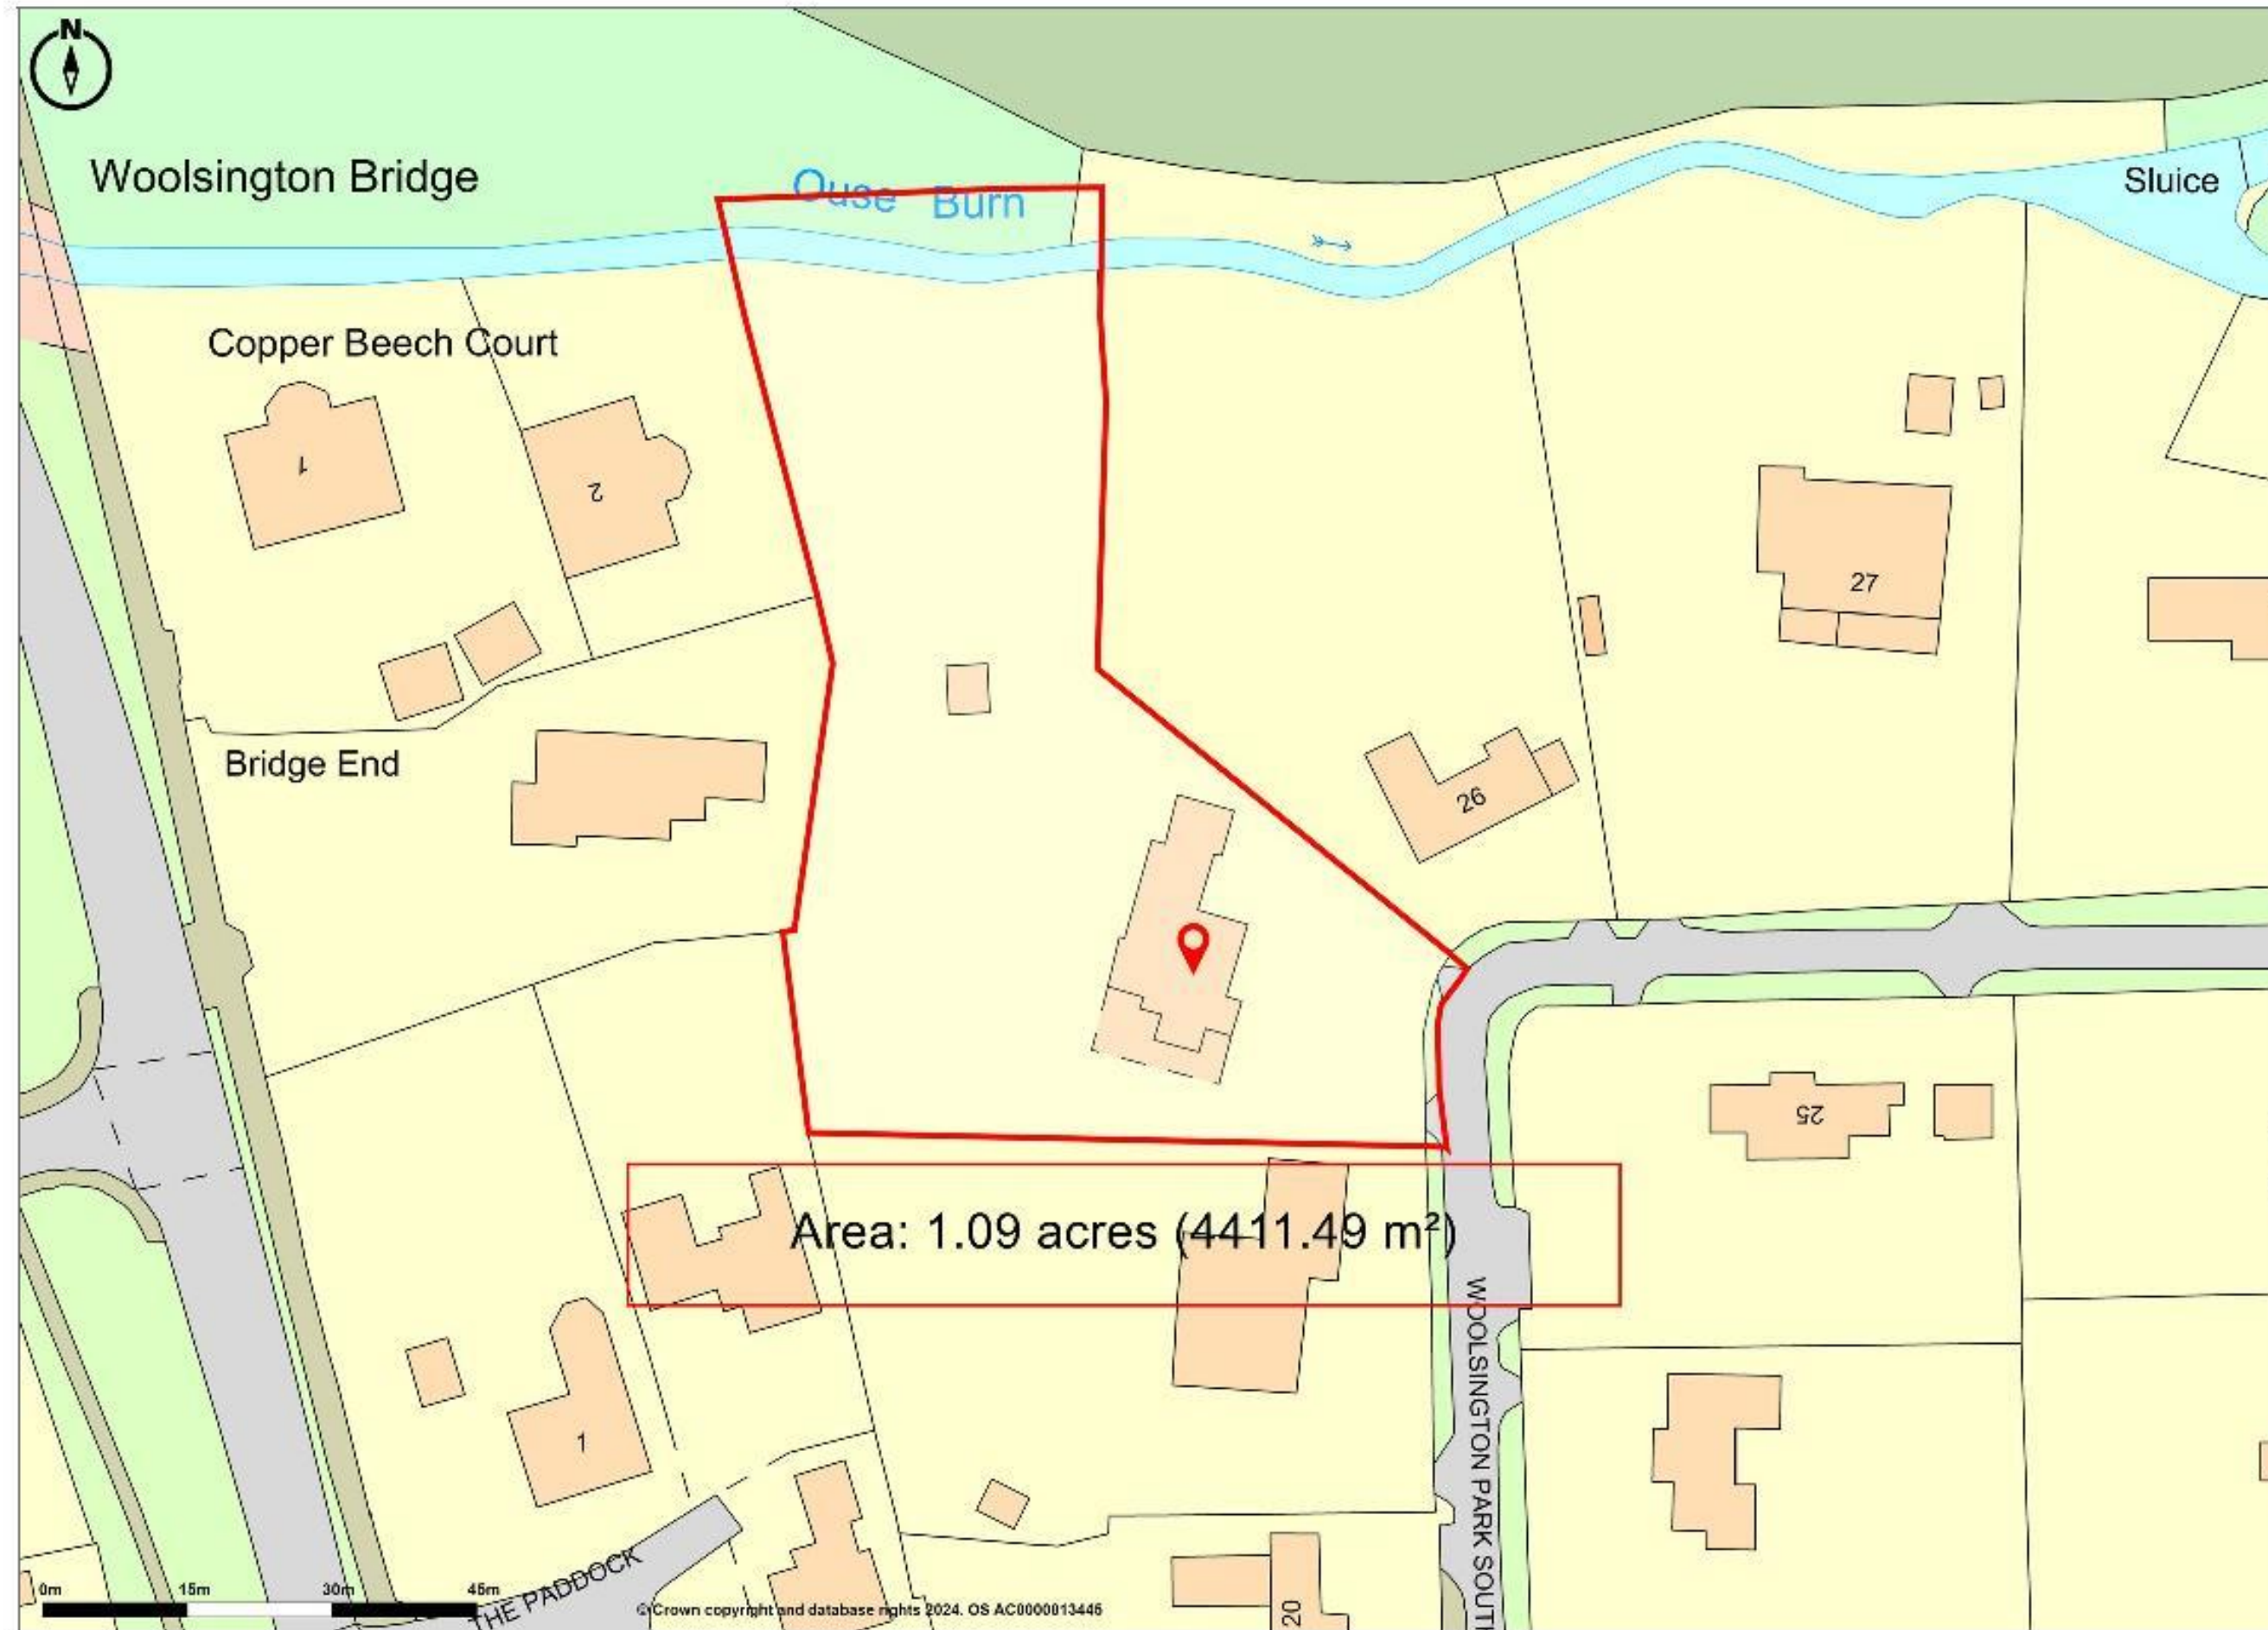 N
Woolsington Bridge
Ouse Burn
Sluice
Copper Beech Court
1
2
27
Bridge End
26
25
Area: 1.09 acres (4411.49 m²)
1
WOOLSINGTON PARK SOUTH
THE PADDOCK
20
0m 15m 30m 45m
© Crown copyright and database rights 2024. OS AC0000813445